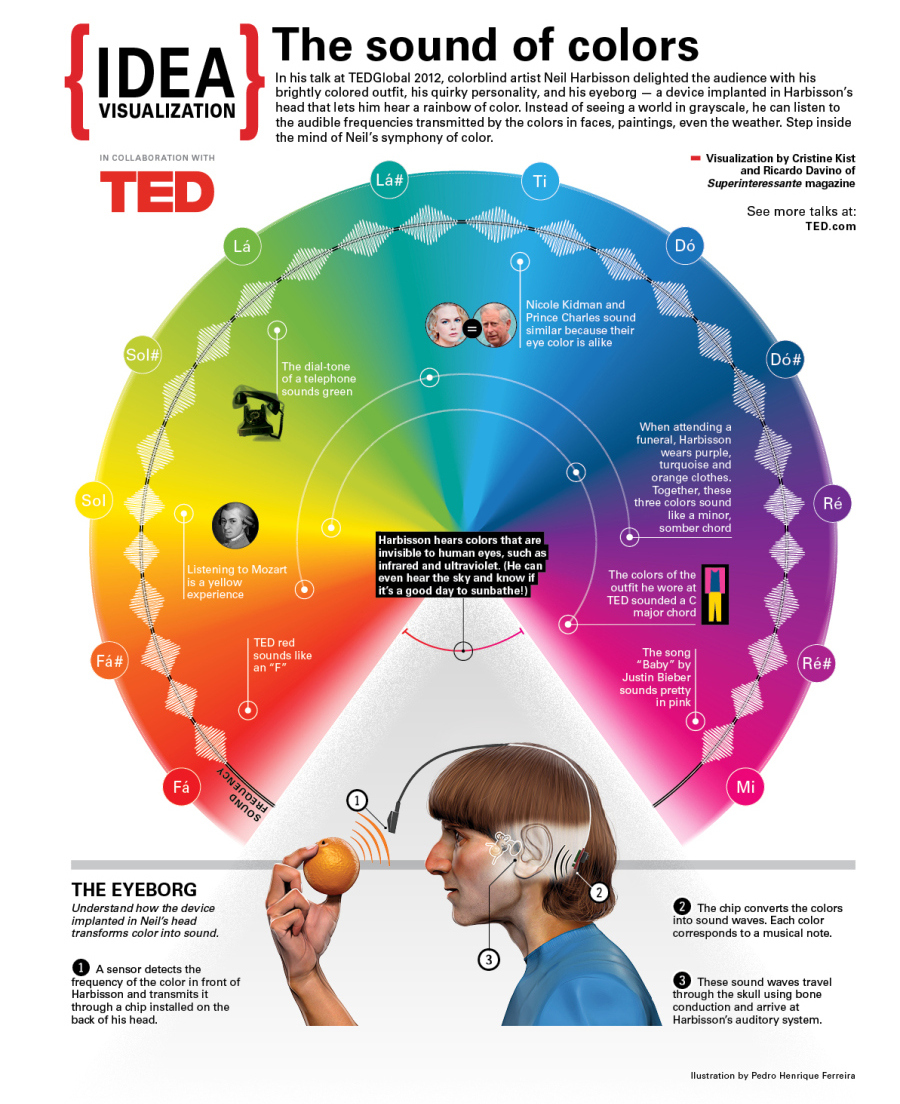 {IDEA
VISUALIZATION}
IN COLLABORATION WITH
TED
The sound of colors
In his talk at TEDGlobal 2012, colorblind artist Neil Harbisson delighted the audience with his
brightly colored outfit, his quirky personality, and his eyeborg — a device implanted in Harbisson's
head that lets him hear a rainbow of color. Instead of seeing a world in grayscale, he can listen to
the audible frequencies transmitted by the colors in faces, paintings, even the weather. Step inside
the mind of Neil's symphony of color.
Visualization by Cristine Kist
and Ricardo Davino of
Superinteressante magazine
See more talks at:
TED.com
Fá
Fá#
Sol
Sol#
Lá
Lá#
Ti
Dó
Dó#
Ré
Ré#
Mi
SOUND
FREQUENCY
Nicole Kidman and
Prince Charles sound
similar because their
eye color is alike
=
The dial-tone
of a telephone
sounds green
When attending a
funeral, Harbisson
wears purple,
turquoise and
orange clothes.
Together, these
three colors sound
like a minor,
somber chord
Listening to Mozart
is a yellow
experience
Harbisson hears colors that are
invisible to human eyes, such as
infrared and ultraviolet. (He can
even hear the sky and know if
it's a good day to sunbathe!)
The colors of the
outfit he wore at
TED sounded a C
major chord
TED red
sounds like
an “F”
The song
“Baby” by
Justin Bieber
sounds pretty
in pink
1
2
3
THE EYEBORG
Understand how the device
implanted in Neil's head
transforms color into sound.
1 A sensor detects the
frequency of the color in front of
Harbisson and transmits it
through a chip installed on the
back of his head.
2 The chip converts the colors
into sound waves. Each color
corresponds to a musical note.
3 These sound waves travel
through the skull using bone
conduction and arrive at
Harbisson's auditory system.
Ilustration by Pedro Henrique Ferreira